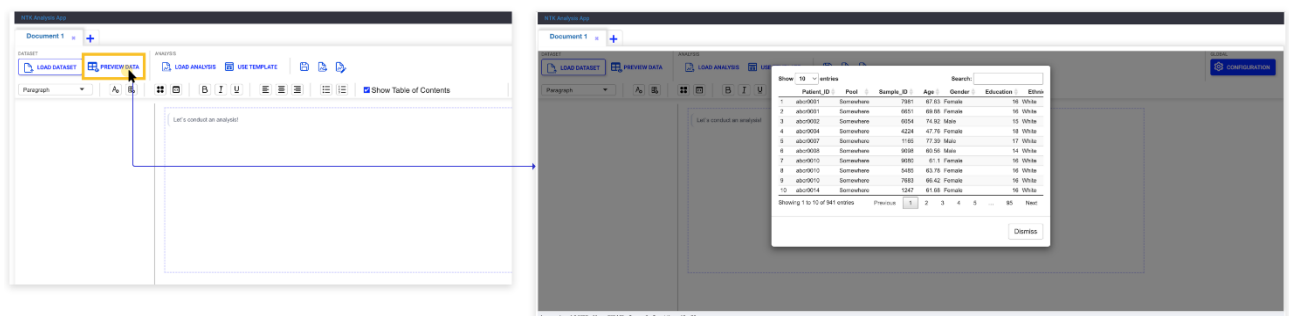 NTK Analysis App
Document 1 x +
DATASET
ANALYSIS
LOAD DATASET
PREVIEW DATA
LOAD ANALYSIS
USE TEMPLATE
Paragraph
B I U
Show Table of Contents
Let's conduct an analysis!
NTK Analysis App
Document 1 x +
DATASET
ANALYSIS
GLOBAL
LOAD DATASET
PREVIEW DATA
LOAD ANALYSIS
CONFIGURATION
Paragraph
B I U
Let's conduct an analysis!
Show 10 entries Search:
Patient_ID Pool Sample_ID Age Gender Education Ethni
1 abcr9001 Somewhere 7981 67.63 Female 16 White
2 abcr9001 Somewhere 6651 69.68 Female 16 White
3 abcr9002 Somewhere 6054 74.92 Male 15 White
4 abcr9004 Somewhere 4224 47.76 Female 18 White
5 abcr9007 Somewhere 1165 77.39 Male 17 White
6 abcr9008 Somewhere 9098 60.56 Male 14 White
7 abcr9010 Somewhere 9080 61.1 Female 16 White
8 abcr9010 Somewhere 5485 63.78 Female 16 White
9 abcr9010 Somewhere 7683 66.42 Female 16 White
10 abcr9014 Somewhere 1247 61.68 Female 16 White
Showing 1 to 10 of 941 entries Previous 1 2 3 4 5 ... 95 Next
Dismiss